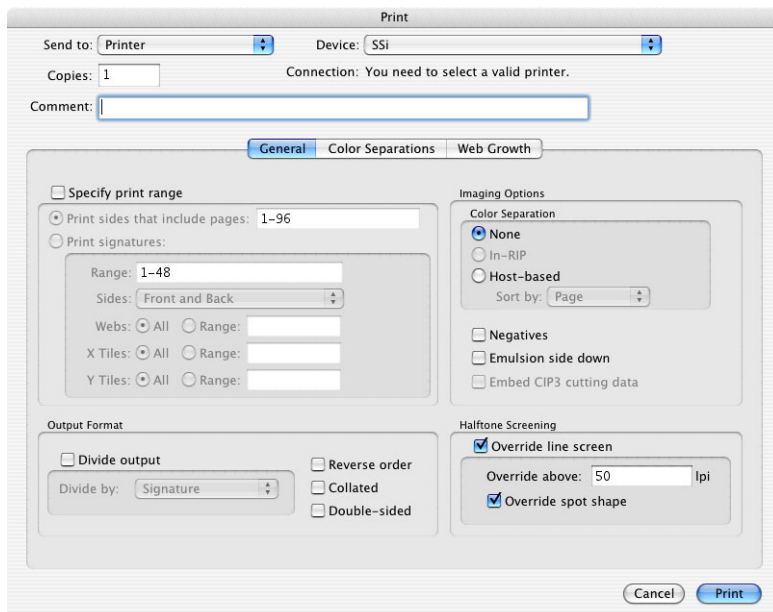 Print
Send to: Printer Device: SSi
Copies: 1 Connection: You need to select a valid printer.
Comment:
General Color Separations Web Growth
Specify print range
Print sides that include pages: 1-96
Print signatures:
Range: 1-48
Sides: Front and Back
Webs: All Range:
X Tiles: All Range:
Y Tiles: All Range:
Imaging Options
Color Separation
None
In-RIP
Host-based
Sort by: Page
Negatives
Emulsion side down
Embed CIP3 cutting data
Output Format
Divide output
Divide by: Signature
Reverse order
Collated
Double-sided
Halftone Screening
Override line screen
Override above: 50 lpi
Override spot shape
Cancel Print